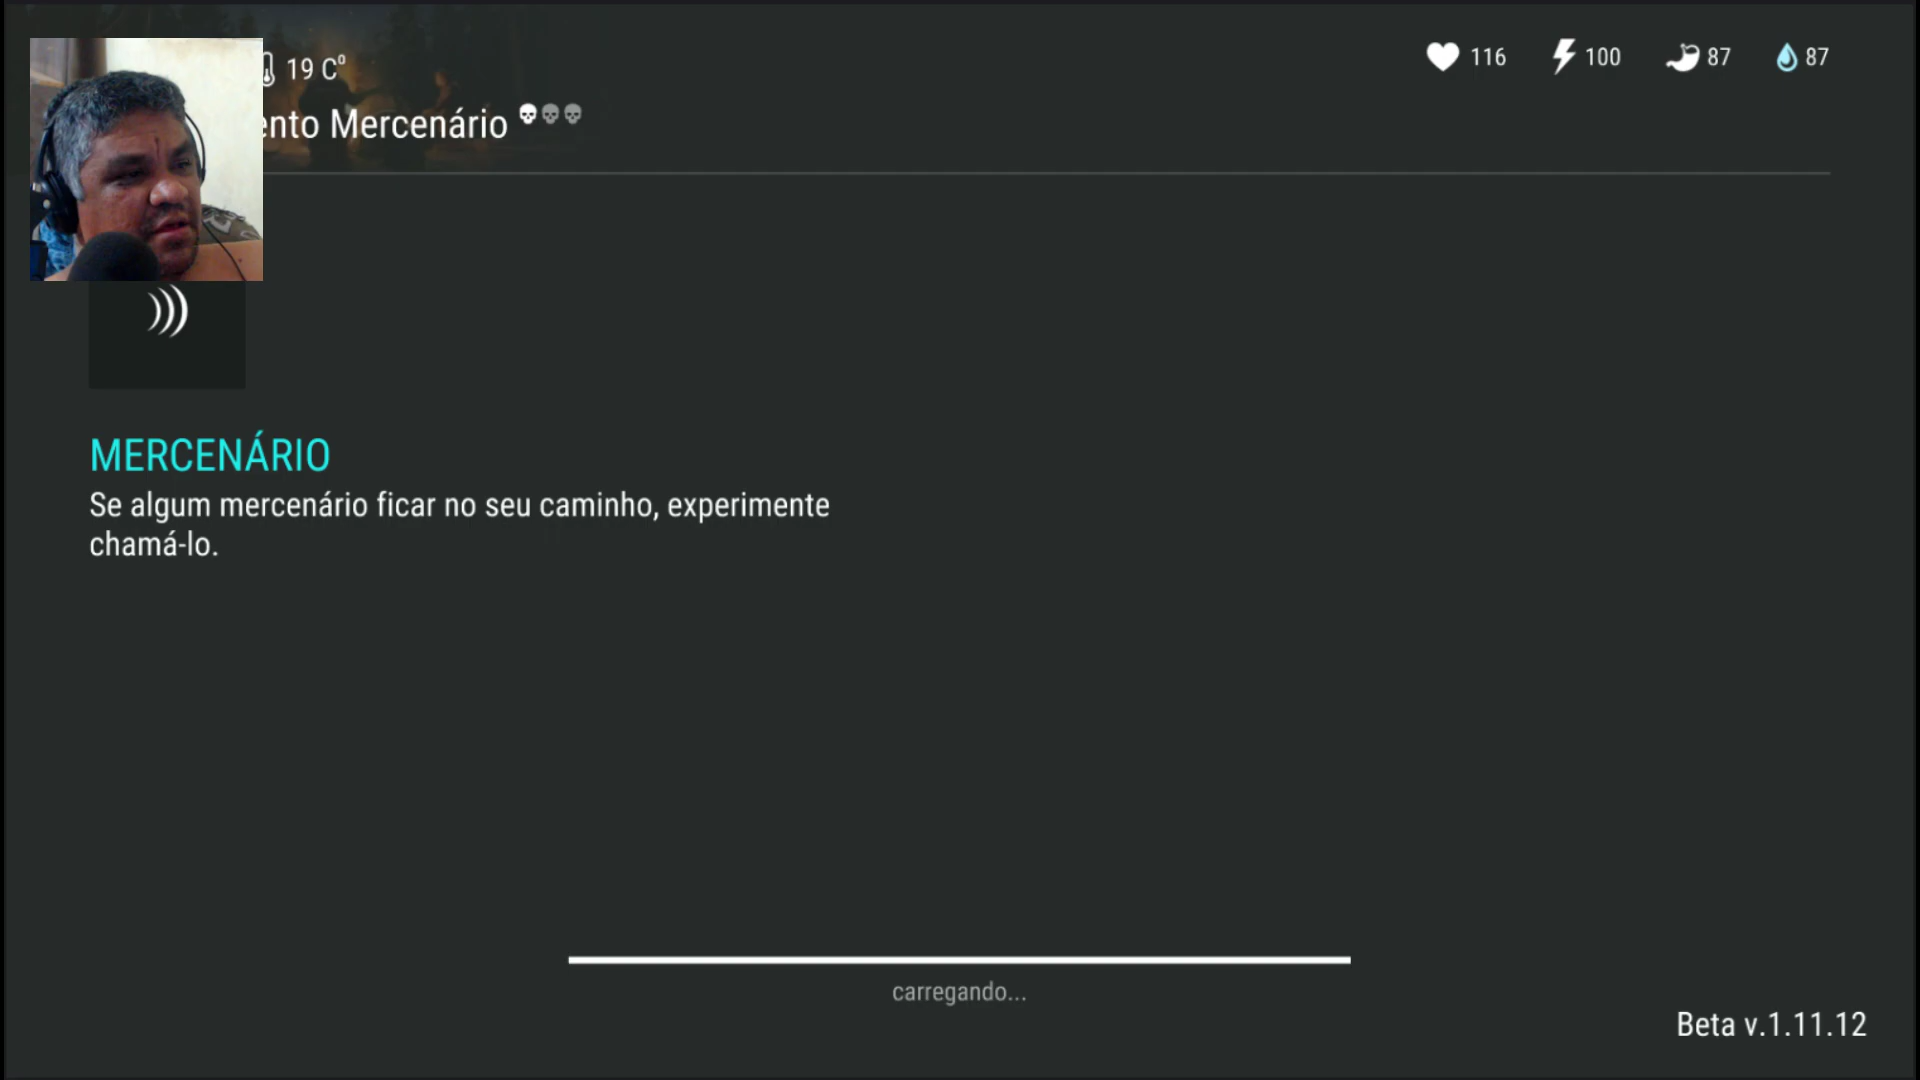 19 C°
116
100
87
87
Mercenário
MERCENÁRIO
Se algum mercenário ficar no seu caminho, experimente
chamá-lo.
carregando...
Beta v.1.11.12